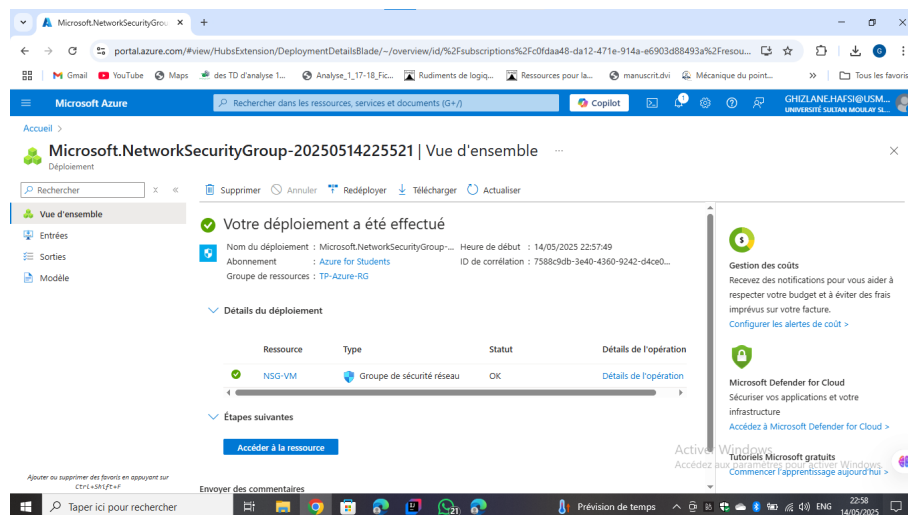 Microsoft.NetworkSecurityGrou
portal.azure.com/#view/HubsExtension/DeploymentDetailsBlade/~/overview/id/%2Fsubscriptions%2Fc0fdaa48-da12-471e-914a-e6903d88493a%2Fresou...
Gmail YouTube Maps des TD d'analyse 1... Analyse_1_17-18_Fic... Rudiments de logiq... Ressources pour la... manuscrit.dvi Mécanique du point... » Tous les favoris
Microsoft Azure Rechercher dans les ressources, services et documents (G+/) Copilot 1 GHIZLANE.HAFSI@USM...
UNIVERSITÉ SULTAN MOULAY SL...
Accueil >
Microsoft.NetworkSecurityGroup-20250514225521 | Vue d'ensemble ...
Déploiement
Rechercher
Supprimer Annuler Redéployer Télécharger Actualiser
Vue d'ensemble
Entrées
Sorties
Modèle
Votre déploiement a été effectué
Nom du déploiement : Microsoft.NetworkSecurityGroup-... Heure de début : 14/05/2025 22:57:49
Abonnement : Azure for Students ID de corrélation : 7588c9db-3e40-4360-9242-d4ce0...
Groupe de ressources : TP-Azure-RG
Détails du déploiement
Ressource Type Statut Détails de l'opération
NSG-VM Groupe de sécurité réseau OK Détails de l'opération
Étapes suivantes
Accéder à la ressource
Envoyer des commentaires
Gestion des coûts
Recevez des notifications pour vous aider à
respecter votre budget et à éviter des frais
imprévus sur votre facture.
Configurer les alertes de coût >
Microsoft Defender for Cloud
Sécuriser vos applications et votre
infrastructure
Accédez à Microsoft Defender for Cloud >
Tutoriels Microsoft gratuits
Commencer l'apprentissage aujourd'hui >
Activer Windows
Accédez aux paramètres pour activer Windows.
Ajouter ou supprimer des favoris en appuyant sur
Ctrl+Shift+F
Taper ici pour rechercher
21
Prévision de temps
ENG
22:58
14/05/2025